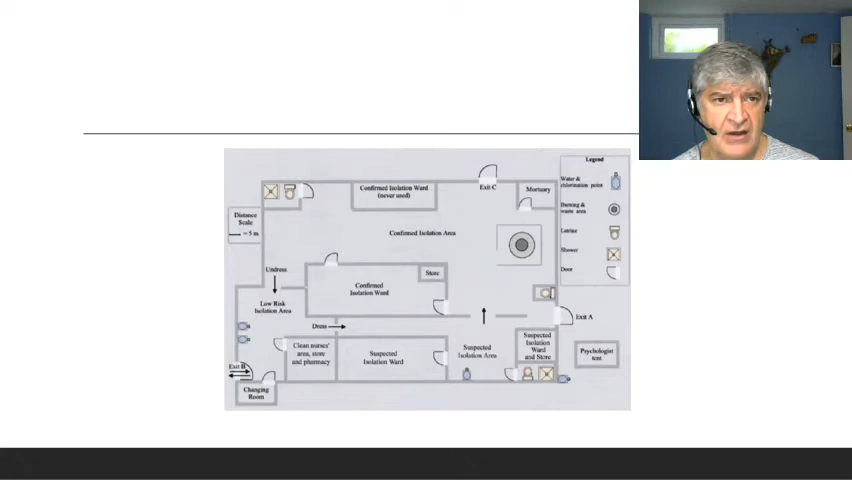 Legend
Water &
chlorination point
Burning &
waste area
Latrine
Shower
Door
Distance
Scale
= 5 m
Confirmed Isolation Ward
(never used)
Exit C
Mortuary
Confirmed Isolation Area
Undress
Store
Confirmed
Isolation Ward
Low Risk
Isolation Area
Dress
Exit A
Clean nurses'
area, store
and pharmacy
Suspected
Isolation Ward
Suspected
Isolation Area
Suspected
Isolation
Ward
and Store
Psychologist
tent
Exit B
Changing
Room